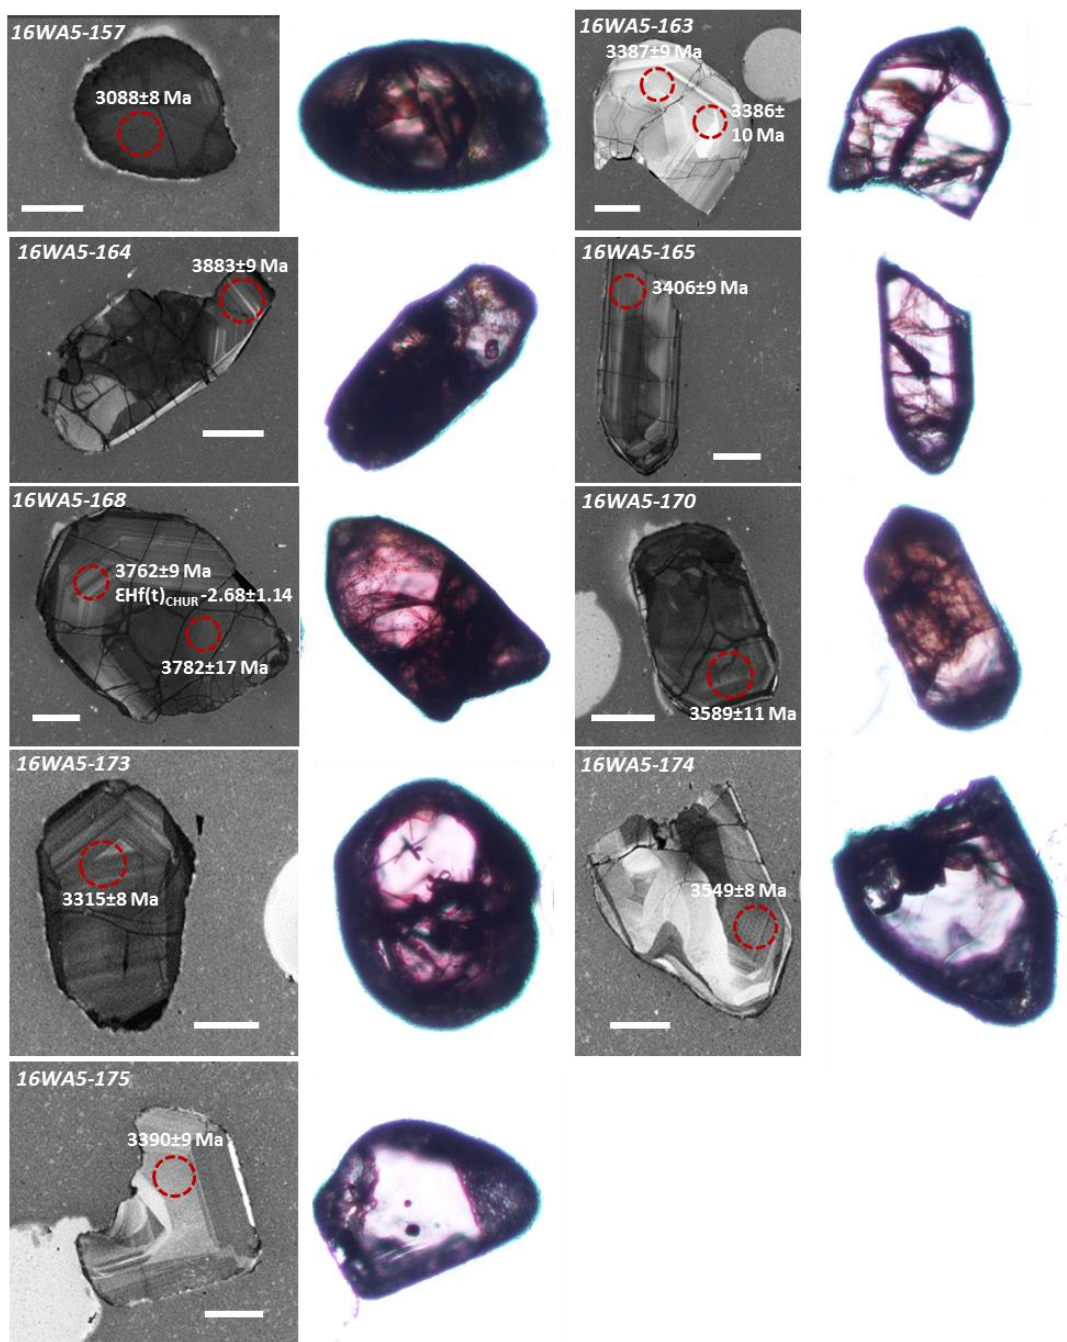 16WA5-157
3088±8 Ma
16WA5-163
3387±9 Ma
3386±
10 Ma
16WA5-164
3883±9 Ma
16WA5-165
3406±9 Ma
16WA5-168
3762±9 Ma
ƐHf(t)CHUR -2.68±1.14
3782±17 Ma
16WA5-170
3589±11 Ma
16WA5-173
3315±8 Ma
16WA5-174
3549±8 Ma
16WA5-175
3390±9 Ma